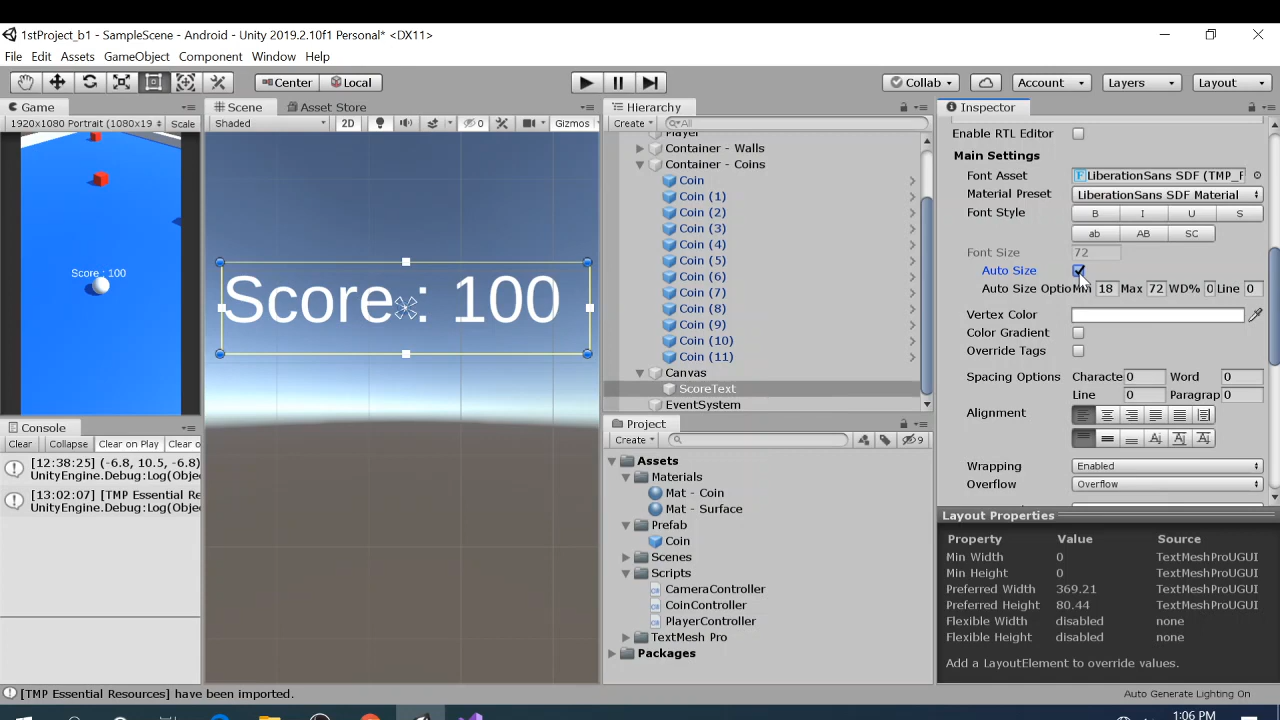 1stProject_b1 - SampleScene - Android - Unity 2019.2.10f1 Personal* <DX11>
File Edit Assets GameObject Component Window Help
Center Local Collab Account Layers Layout
Game Scene Asset Store Hierarchy Inspector
1920x1080 Portrait (1080x19 Scale Shaded 2D 0 Gizmos Create All
Player
Container - Walls
Container - Coins
Coin
Coin (1)
Coin (2)
Coin (3)
Coin (4)
Coin (5)
Coin (6)
Coin (7)
Coin (8)
Coin (9)
Coin (10)
Coin (11)
Canvas
ScoreText
EventSystem
Score : 100
Score : 100
Enable RTL Editor
Main Settings
Font Asset F LiberationSans SDF (TMP_F
Material Preset LiberationSans SDF Material
Font Style B I U S
ab AB SC
Font Size 72
Auto Size
Auto Size Optio Min 18 Max 72 WD% 0 Line 0
Vertex Color
Color Gradient
Override Tags
Spacing Options Characte 0 Word 0
Line 0 Paragrap 0
Alignment
Wrapping Enabled
Overflow Overflow
Console
Clear Collapse Clear on Play Clear o
[12:38:25] (-6.8, 10.5, -6.8)
UnityEngine.Debug:Log(Objec
[13:02:07] [TMP Essential Re
UnityEngine.Debug:Log(Objec
Project
Create 9
Assets
Materials
Mat - Coin
Mat - Surface
Prefab
Coin
Scenes
Scripts
CameraController
CoinController
PlayerController
TextMesh Pro
Packages
Layout Properties
Property Value Source
Min Width 0 TextMeshProUGUI
Min Height 0 TextMeshProUGUI
Preferred Width 369.21 TextMeshProUGUI
Preferred Height 80.44 TextMeshProUGUI
Flexible Width disabled none
Flexible Height disabled none
Add a LayoutElement to override values.
[TMP Essential Resources] have been imported.
Auto Generate Lighting On
1:06 PM